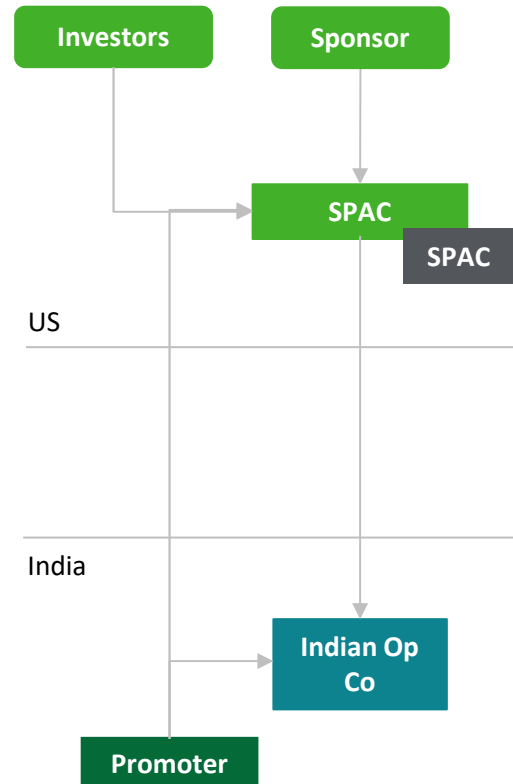 Investors
Sponsor
SPAC
SPAC
US
India
Indian Op
Co
Promoter